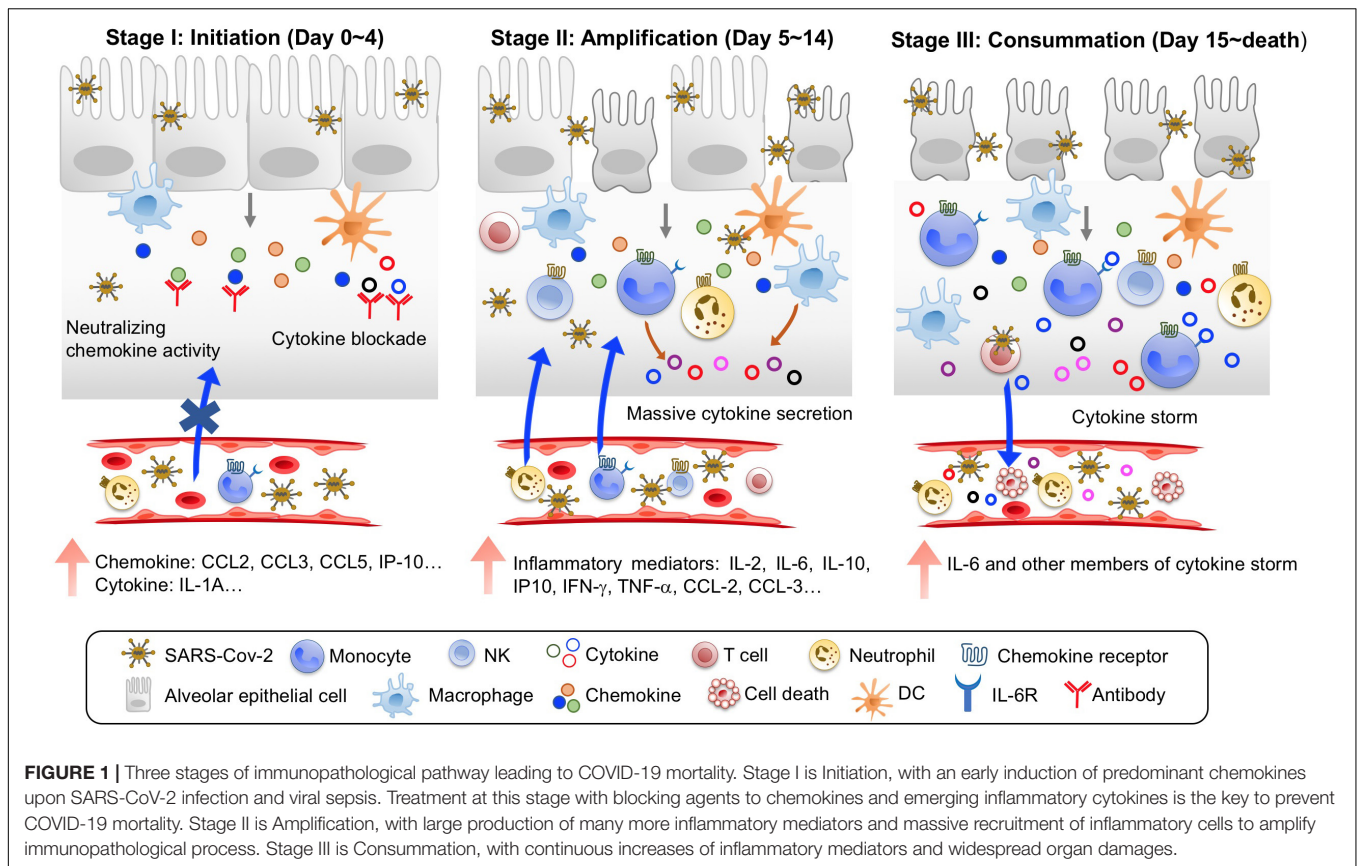 Stage I: Initiation (Day 0~4)
Stage II: Amplification (Day 5~14)
Stage III: Consummation (Day 15~death)
Neutralizing
chemokine activity
Cytokine blockade
Massive cytokine secretion
Cytokine storm
Chemokine: CCL2, CCL3, CCL5, IP-10…
Cytokine: IL-1A…
Inflammatory mediators: IL-2, IL-6, IL-10,
IP10, IFN-γ, TNF-α, CCL-2, CCL-3…
IL-6 and other members of cytokine storm
SARS-Cov-2
Monocyte
NK
Cytokine
T cell
Neutrophil
Chemokine receptor
Alveolar epithelial cell
Macrophage
Chemokine
Cell death
DC
IL-6R
Antibody
FIGURE 1 | Three stages of immunopathological pathway leading to COVID-19 mortality. Stage I is Initiation, with an early induction of predominant chemokines
upon SARS-CoV-2 infection and viral sepsis. Treatment at this stage with blocking agents to chemokines and emerging inflammatory cytokines is the key to prevent
COVID-19 mortality. Stage II is Amplification, with large production of many more inflammatory mediators and massive recruitment of inflammatory cells to amplify
immunopathological process. Stage III is Consummation, with continuous increases of inflammatory mediators and widespread organ damages.